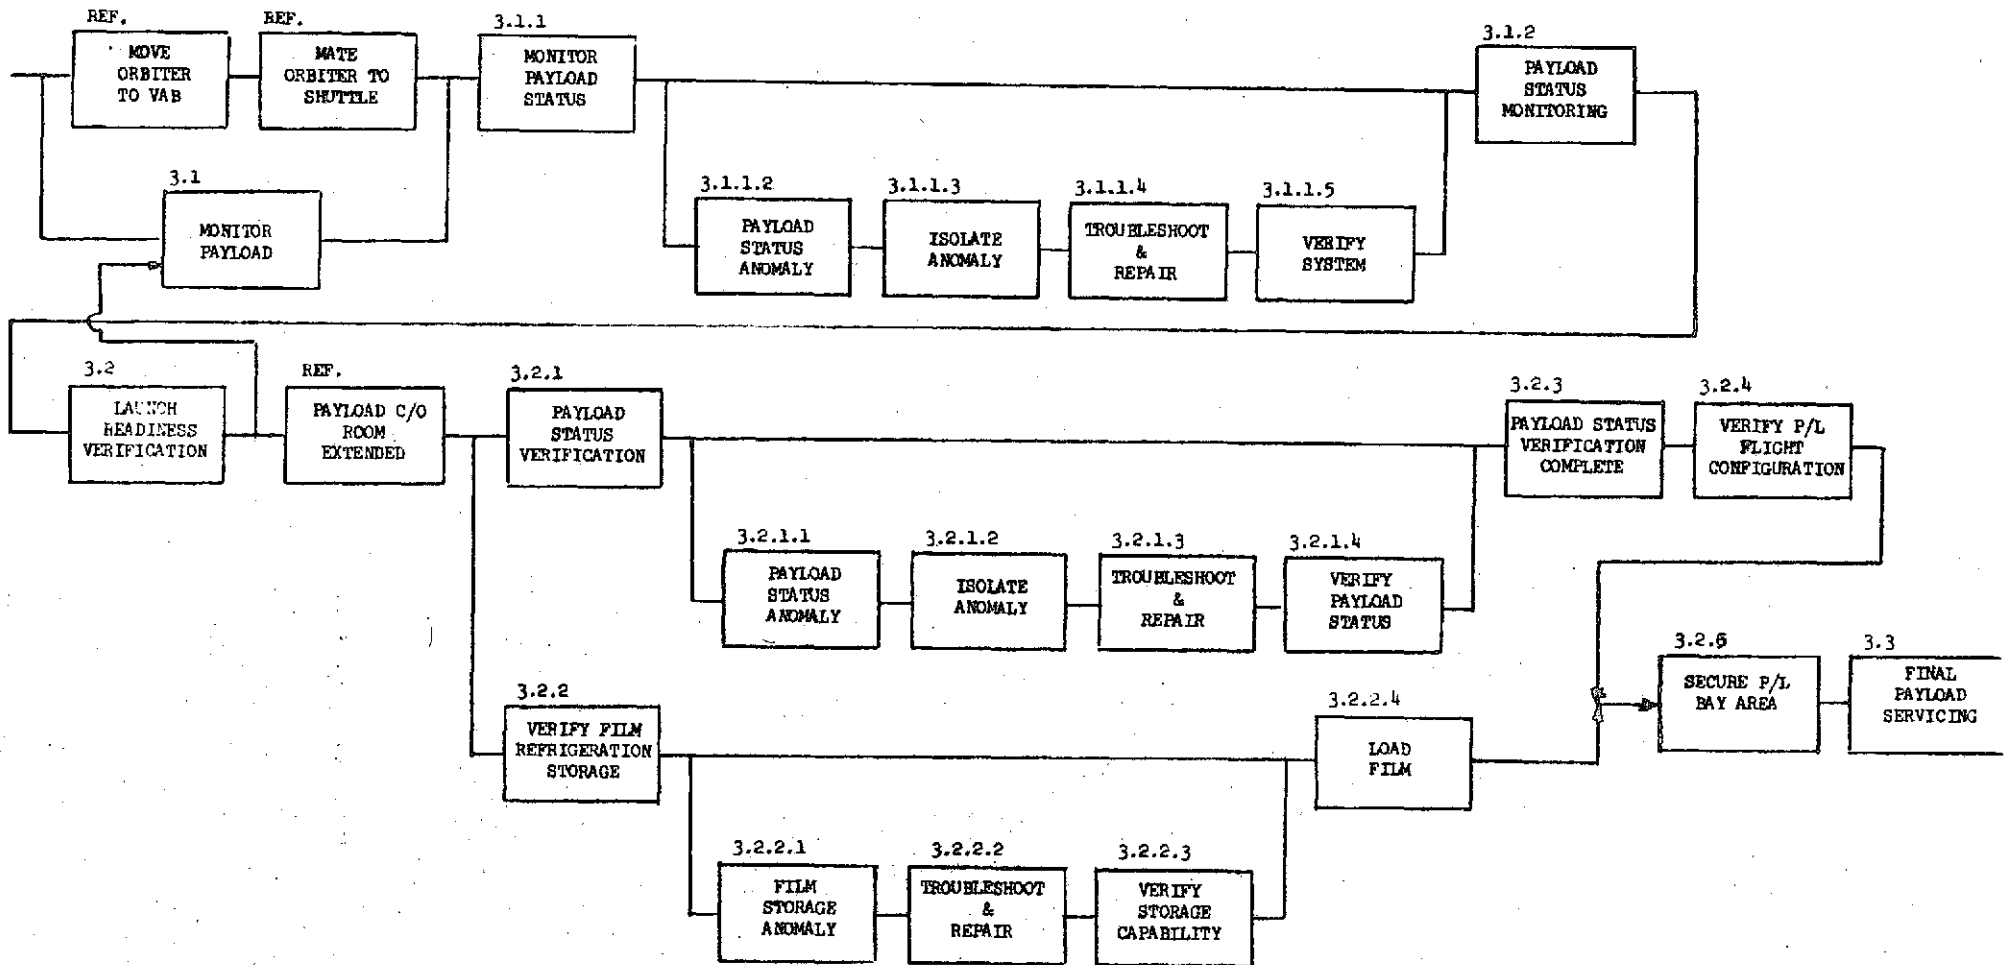 REF.
MOVE
ORBITER
TO VAB
REF.
MATE
ORBITER TO
SHUTTLE
3.1.1
MONITOR
PAYLOAD
STATUS
3.1.2
PAYLOAD
STATUS
MONITORING
3.1
MONITOR
PAYLOAD
3.1.1.2
PAYLOAD
STATUS
ANOMALY
3.1.1.3
ISOLATE
ANOMALY
3.1.1.4
TROUBLESHOOT
&
REPAIR
3.1.1.5
VERIFY
SYSTEM
3.2
LAUNCH
READINESS
VERIFICATION
REF.
PAYLOAD C/O
ROOM
EXTENDED
3.2.1
PAYLOAD
STATUS
VERIFICATION
3.2.3
PAYLOAD STATUS
VERIFICATION
COMPLETE
3.2.4
VERIFY P/L
FLIGHT
CONFIGURATION
3.2.1.1
PAYLOAD
STATUS
ANOMALY
3.2.1.2
ISOLATE
ANOMALY
3.2.1.3
TROUBLESHOOT
&
REPAIR
3.2.1.4
VERIFY
PAYLOAD
STATUS
3.2.2
VERIFY FILM
REFRIGERATION
STORAGE
3.2.2.4
LOAD
FILM
SECURE P/L
BAY AREA
3.3
FINAL
PAYLOAD
SERVICING
3.2.2.1
FILM
STORAGE
ANOMALY
3.2.2.2
TROUBLESHOOT
&
REPAIR
3.2.2.3
VERIFY
STORAGE
CAPABILITY